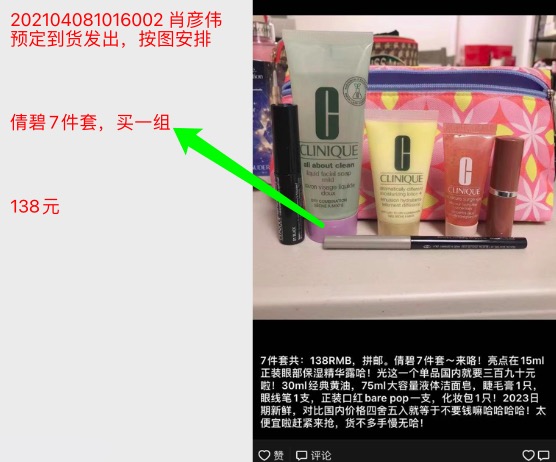 202104081016002 肖彦伟
预定到货发出，按图安排
倩碧7件套，买一组
138元
CLINIQUE
all about clean
liquid facial soap
mild
CLINIQUE
CLINIQUE
7件套共：138RMB，拼邮。倩碧7件套～来咯！亮点在15ml
正装眼部保湿精华露哈！光这一个单品国内就要三百九十元
啦！30ml经典黄油，75ml大容量液体洁面皂，睫毛膏1只，
眼线笔1支，正装口红bare pop一支，化妆包1只！2023日
期新鲜，对比国内价格四舍五入就等于不要钱嘛哈哈哈哈！太
便宜啦赶紧来抢，货不多手慢无哈！
赞 评论